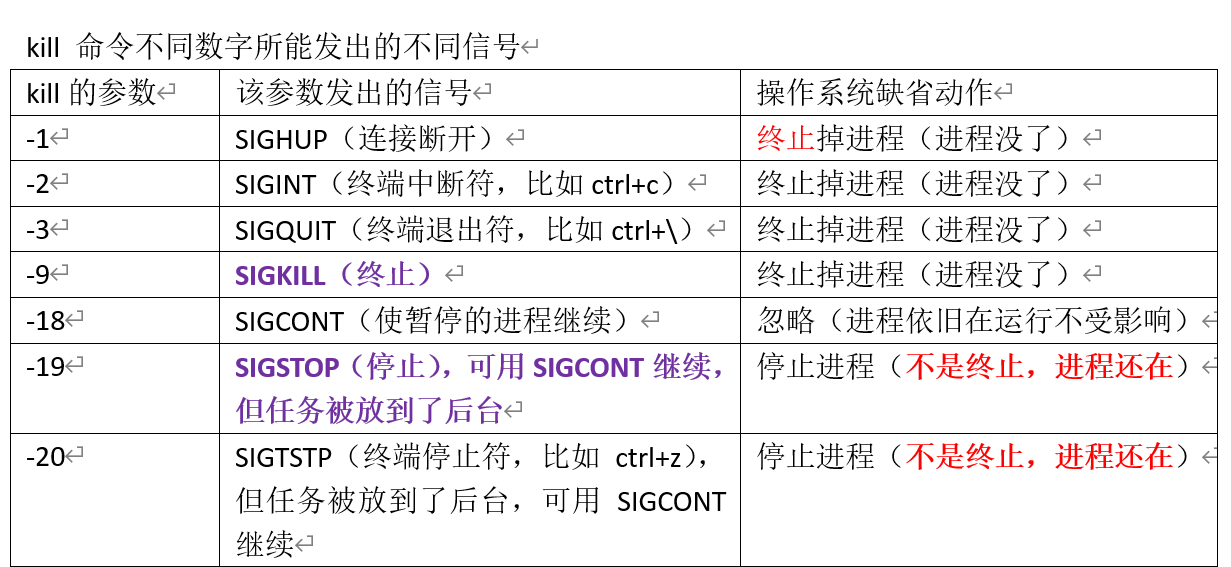 kill 命令不同数字所能发出的不同信号
kill 的参数 该参数发出的信号 操作系统缺省动作
-1 SIGHUP（连接断开） 终止掉进程（进程没了）
-2 SIGINT（终端中断符，比如 ctrl+c） 终止掉进程（进程没了）
-3 SIGQUIT（终端退出符，比如 ctrl+\） 终止掉进程（进程没了）
-9 SIGKILL（终止） 终止掉进程（进程没了）
-18 SIGCONT（使暂停的进程继续） 忽略（进程依旧在运行不受影响）
-19 SIGSTOP（停止），可用 SIGCONT 继续， 停止进程（不是终止，进程还在）
但任务被放到了后台
-20 SIGTSTP（终端停止符，比如 ctrl+z）， 停止进程（不是终止，进程还在）
但任务被放到了后台，可用 SIGCONT
继续